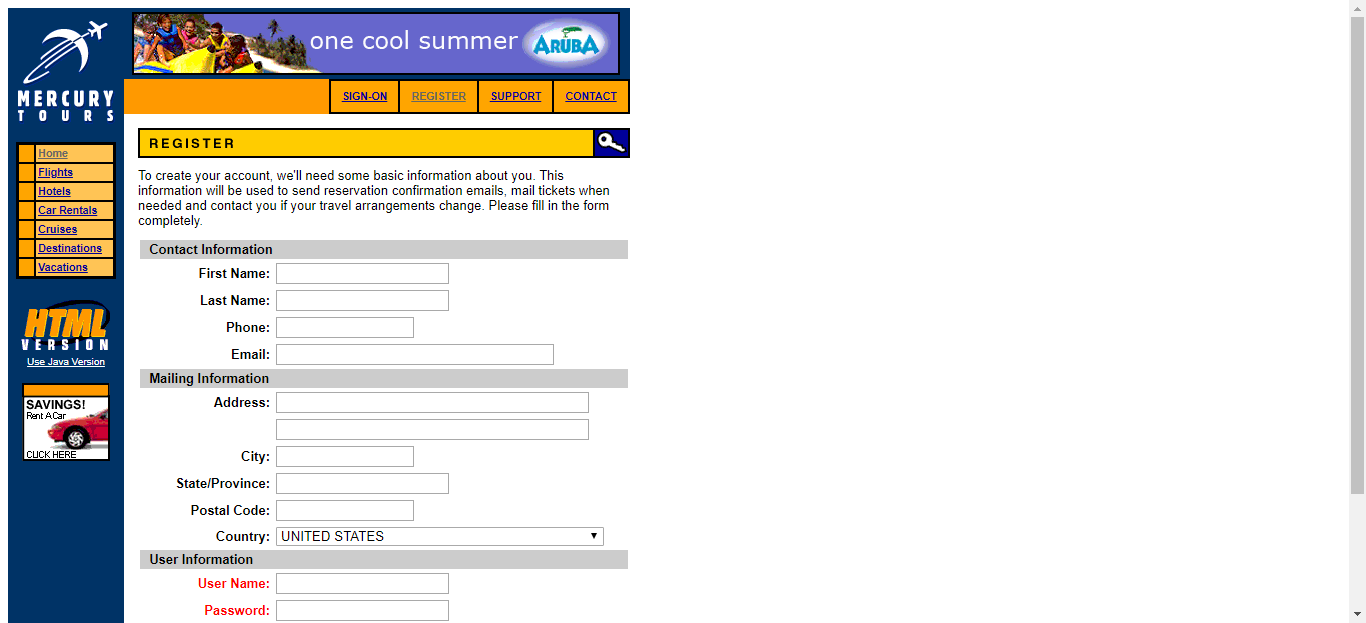 one cool summer ARUBA
MERCURY
TOURS
SIGN-ON REGISTER SUPPORT CONTACT
Home
Flights
Hotels
Car Rentals
Cruises
Destinations
Vacations
HTML
VERSION
Use Java Version
SAVINGS!
Rent A Car
CLICK HERE
REGISTER
To create your account, we'll need some basic information about you. This
information will be used to send reservation confirmation emails, mail tickets when
needed and contact you if your travel arrangements change. Please fill in the form
completely.
Contact Information
First Name:
Last Name:
Phone:
Email:
Mailing Information
Address:
City:
State/Province:
Postal Code:
Country: UNITED STATES
User Information
User Name:
Password: